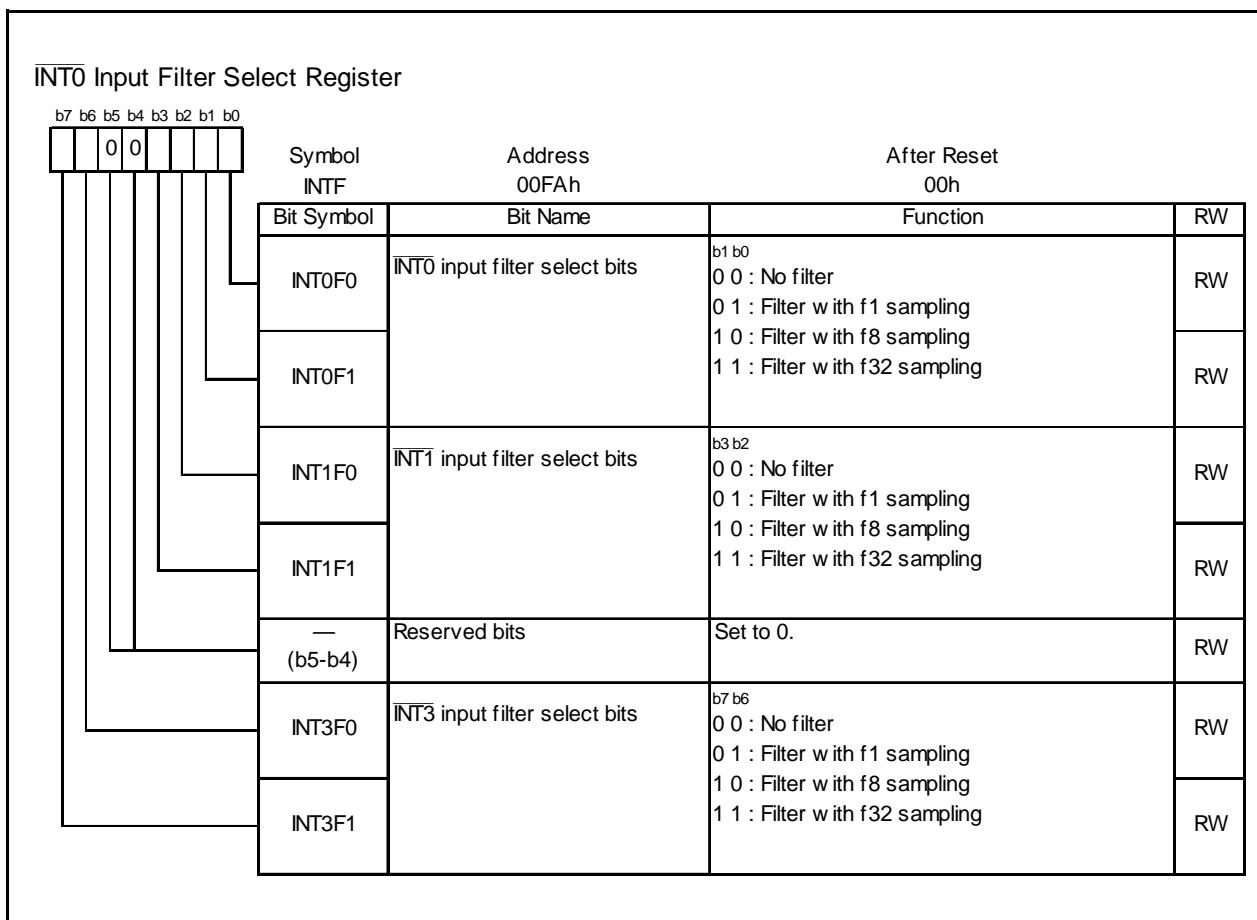 INT0 Input Filter Select Register
b7 b6 b5 b4 b3 b2 b1 b0
0 0
Symbol Address After Reset
INTF 00FAh 00h
Bit Symbol Bit Name Function RW
INT0F0 INT0 input filter select bits RW
b1 b0
0 0 : No filter
0 1 : Filter with f1 sampling
1 0 : Filter with f8 sampling
1 1 : Filter with f32 sampling
INT0F1 RW
INT1F0 INT1 input filter select bits RW
b3 b2
0 0 : No filter
0 1 : Filter with f1 sampling
1 0 : Filter with f8 sampling
1 1 : Filter with f32 sampling
INT1F1 RW
— Reserved bits Set to 0. RW
(b5-b4)
INT3F0 INT3 input filter select bits RW
b7 b6
0 0 : No filter
0 1 : Filter with f1 sampling
1 0 : Filter with f8 sampling
1 1 : Filter with f32 sampling
INT3F1 RW